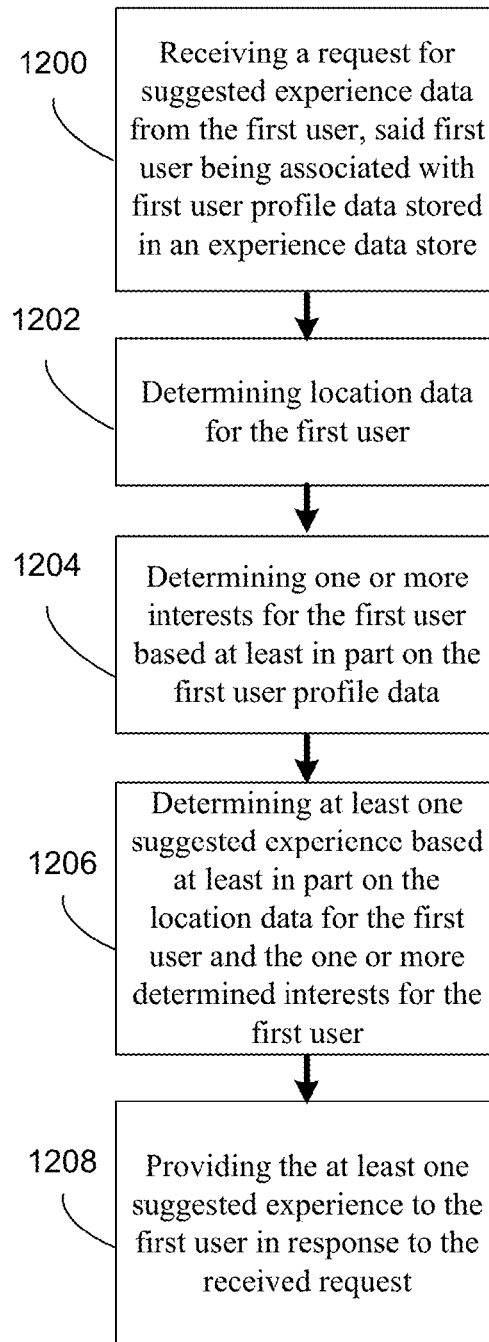 1200
Receiving a request for
suggested experience data
from the first user, said first
user being associated with
first user profile data stored
in an experience data store
1202
Determining location data
for the first user
1204
Determining one or more
interests for the first user
based at least in part on the
first user profile data
1206
Determining at least one
suggested experience based
at least in part on the
location data for the first
user and the one or more
determined interests for the
first user
1208
Providing the at least one
suggested experience to the
first user in response to the
received request